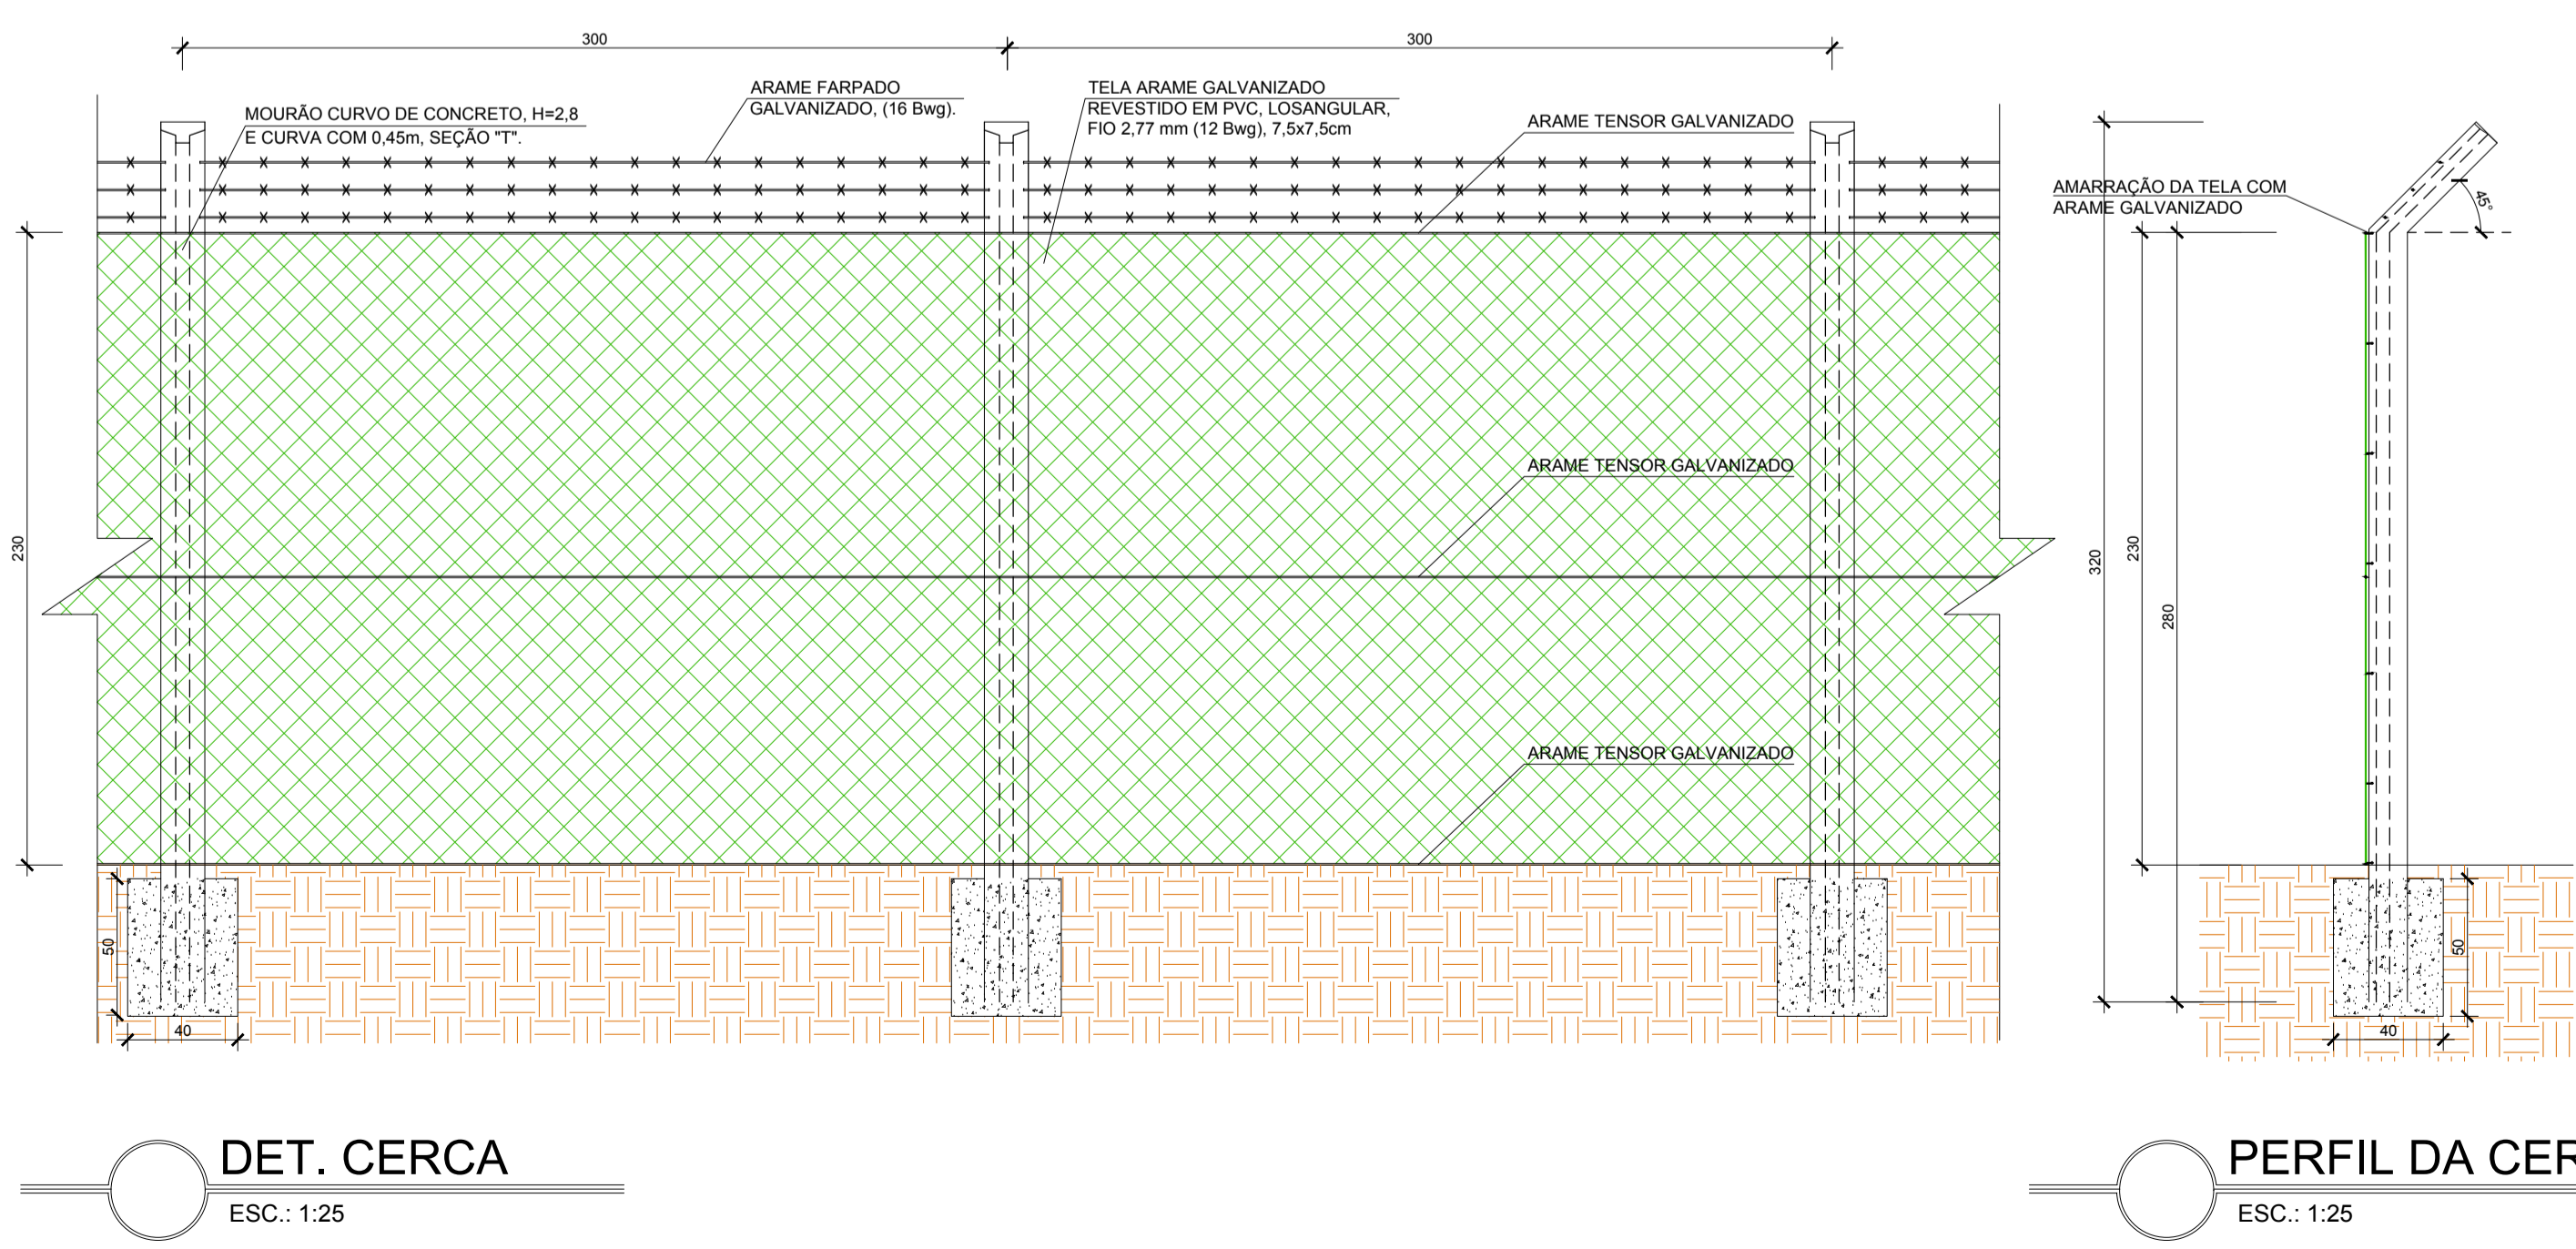 300
300
MOURÃO CURVO DE CONCRETO, H=2,8
E CURVA COM 0,45m, SEÇÃO "T".
ARAME FARPADO
GALVANIZADO, (16 Bwg).
TELA ARAME GALVANIZADO
REVESTIDO EM PVC, LOSANGULAR,
FIO 2,77 mm (12 Bwg), 7,5x7,5cm
ARAME TENSOR GALVANIZADO
ARAME TENSOR GALVANIZADO
ARAME TENSOR GALVANIZADO
230
50
40
DET. CERCA
ESC.: 1:25
AMARRAÇÃO DA TELA COM
ARAME GALVANIZADO
45°
320
230
280
50
40
PERFIL DA CER
ESC.: 1:25